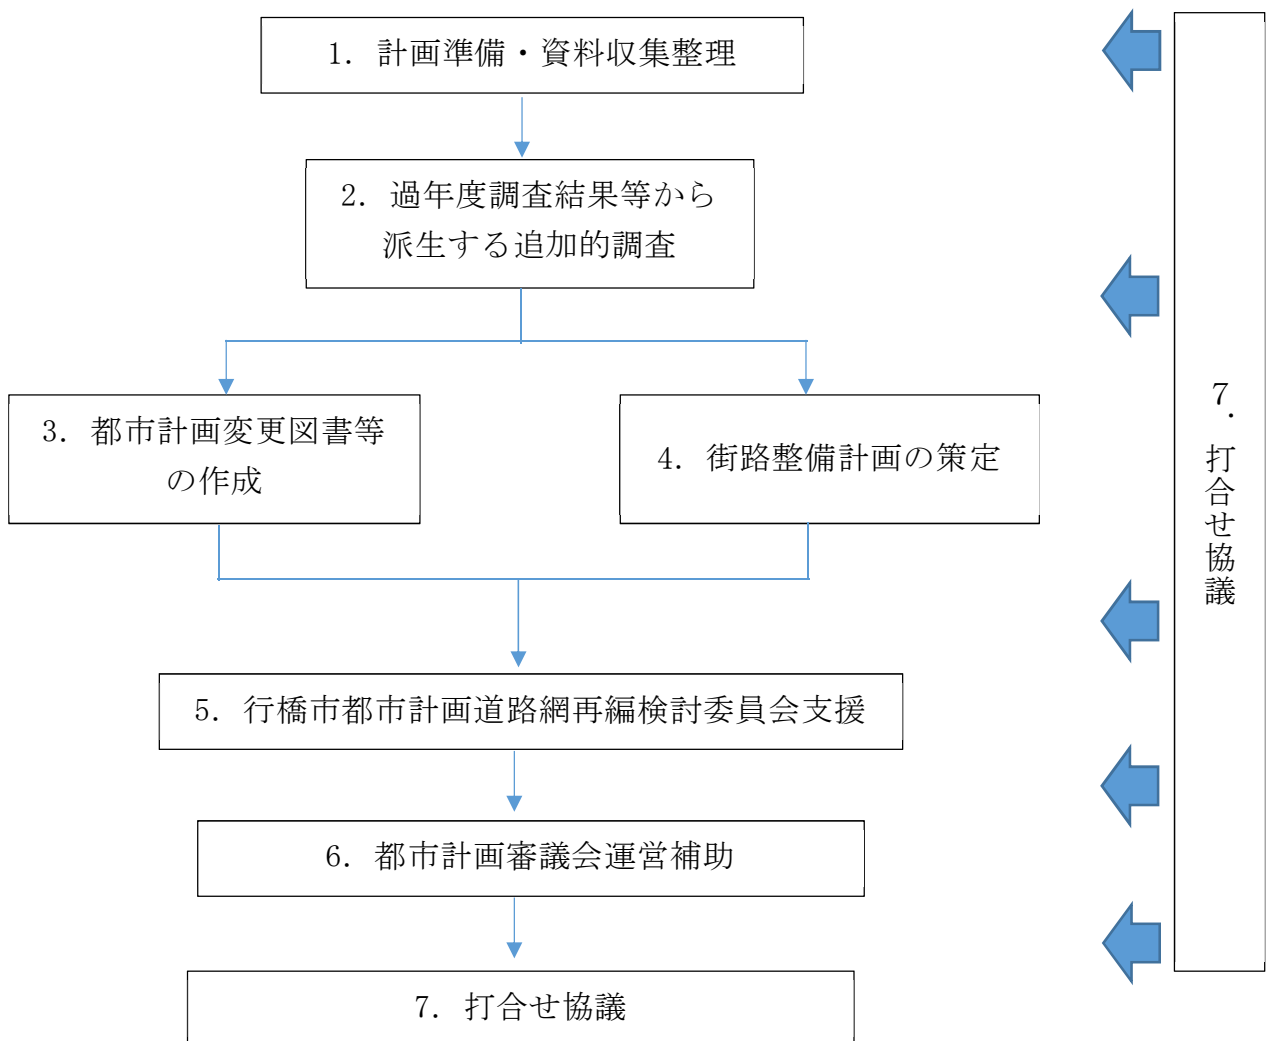 1. 計画準備・資料収集整理
2. 過年度調査結果等から
派生する追加的調査
3. 都市計画変更図書等
の作成
4. 街路整備計画の策定
5. 行橋市都市計画道路網再編検討委員会支援
6. 都市計画審議会運営補助
7. 打合せ協議
7. 打合せ協議